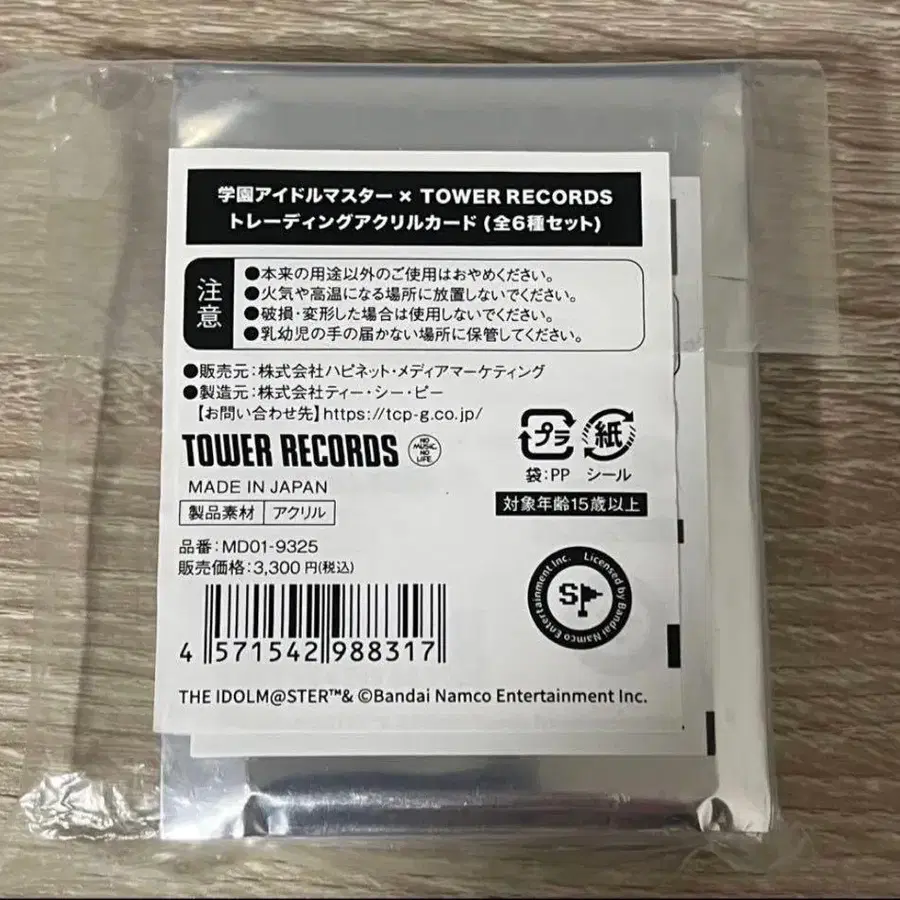 学園アイドルマスター × TOWER RECORDS
トレーディングアクリルカード (全6種セット)
注意
●本来の用途以外のご使用はおやめください。
●火気や高温になる場所に放置しないでください。
●破損・変形した場合は使用しないでください。
●乳幼児の手の届かない場所に保管してください。
●販売元:株式会社ハピネット・メディアマーケティング
●製造元:株式会社ティー・シー・ピー
【お問い合わせ先】https://tcp-g.co.jp/
TOWER RECORDS
NO MUSIC, NO LIFE.
プラ
紙
袋:PP シール
MADE IN JAPAN
製品素材 アクリル
対象年齢15歳以上
品番:MD01-9325
販売価格:3,300円(税込)
Licensed by Bandai Namco Entertainment Inc.
S
4 571542 988317
THE IDOLM@STER™& ©Bandai Namco Entertainment Inc.